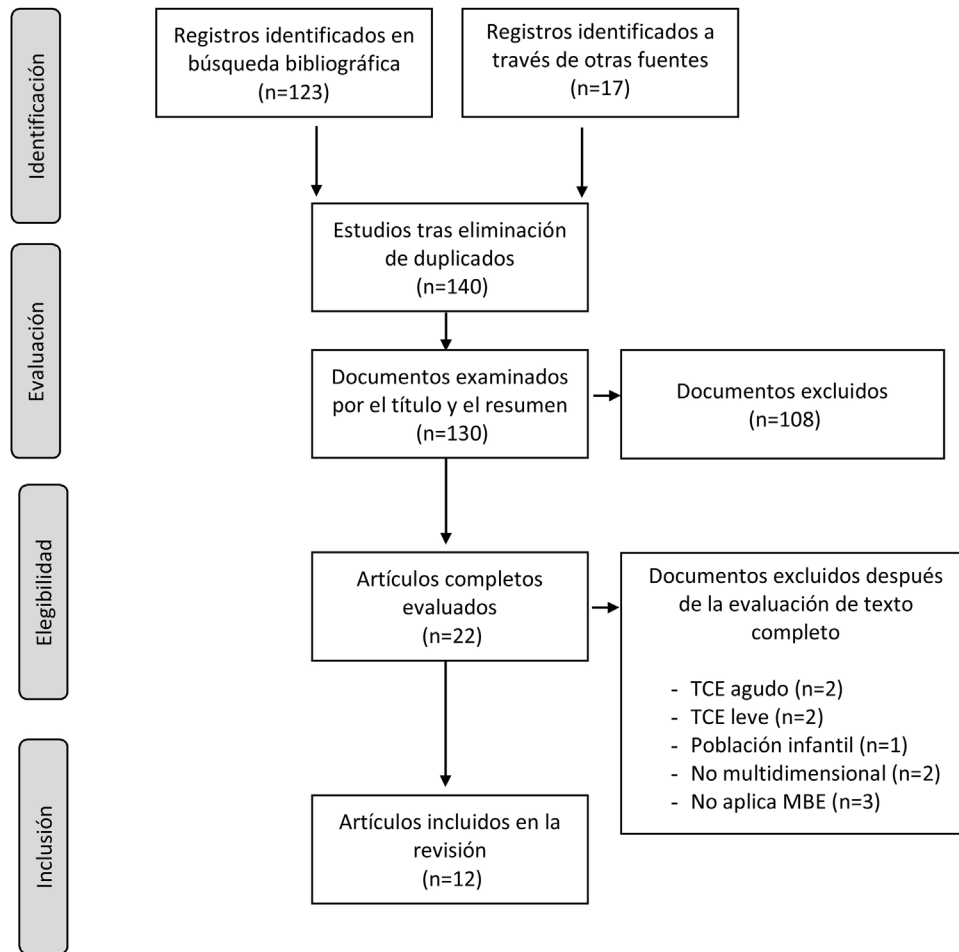 Identificación
Registros identificados en
búsqueda bibliográfica
(n=123)
Registros identificados a
través de otras fuentes
(n=17)
Estudios tras eliminación
de duplicados
(n=140)
Evaluación
Documentos examinados
por el título y el resumen
(n=130)
Documentos excluidos
(n=108)
Elegibilidad
Artículos completos
evaluados
(n=22)
Documentos excluidos después
de la evaluación de texto
completo
- TCE agudo (n=2)
- TCE leve (n=2)
- Población infantil (n=1)
- No multidimensional (n=2)
- No aplica MBE (n=3)
Inclusión
Artículos incluidos en la
revisión
(n=12)